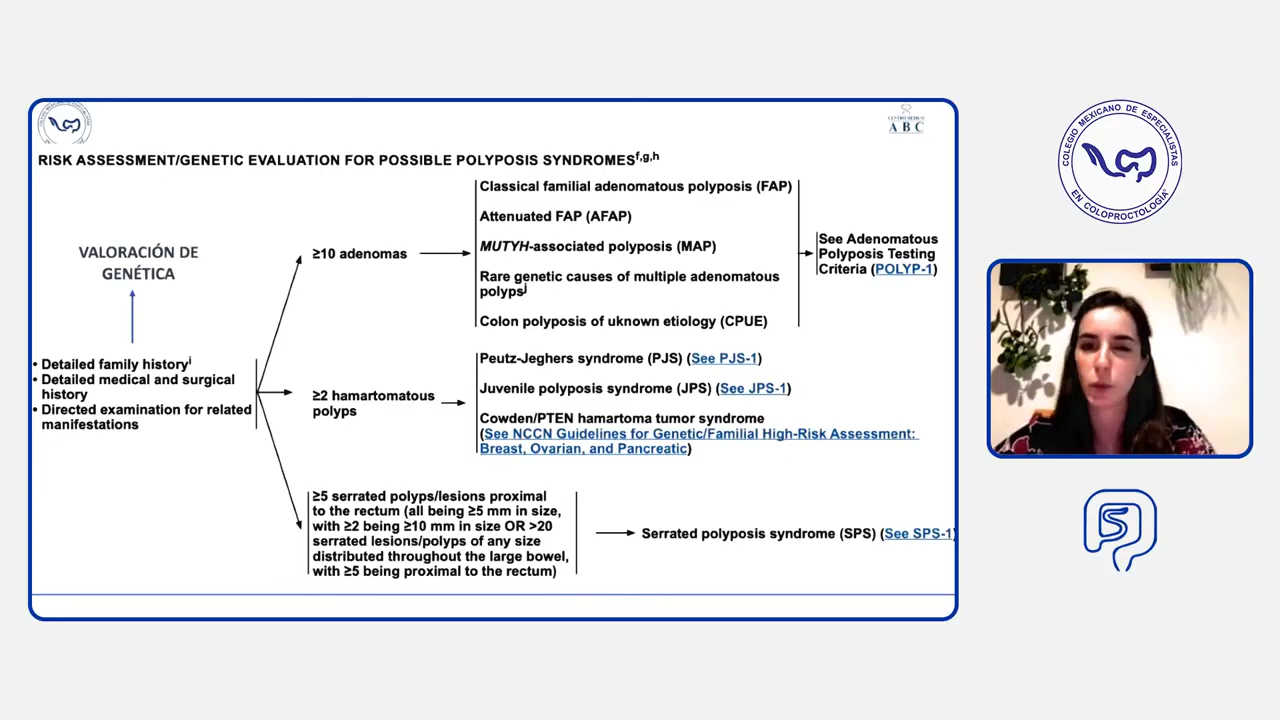 CENTRO MÉDICO
A B C
RISK ASSESSMENT/GENETIC EVALUATION FOR POSSIBLE POLYPOSIS SYNDROMESf,g,h
VALORACIÓN DE
GENÉTICA
• Detailed family historyi
• Detailed medical and surgical
history
• Directed examination for related
manifestations
≥10 adenomas
Classical familial adenomatous polyposis (FAP)
Attenuated FAP (AFAP)
MUTYH-associated polyposis (MAP)
Rare genetic causes of multiple adenomatous
polypsj
Colon polyposis of uknown etiology (CPUE)
See Adenomatous
Polyposis Testing
Criteria (POLYP-1)
≥2 hamartomatous
polyps
Peutz-Jeghers syndrome (PJS) (See PJS-1)
Juvenile polyposis syndrome (JPS) (See JPS-1)
Cowden/PTEN hamartoma tumor syndrome
(See NCCN Guidelines for Genetic/Familial High-Risk Assessment:
Breast, Ovarian, and Pancreatic)
≥5 serrated polyps/lesions proximal
to the rectum (all being ≥5 mm in size,
with ≥2 being ≥10 mm in size OR >20
serrated lesions/polyps of any size
distributed throughout the large bowel,
with ≥5 being proximal to the rectum)
Serrated polyposis syndrome (SPS) (See SPS-1)
COLEGIO MEXICANO DE ESPECIALISTAS
EN COLOPROCTOLOGÍA